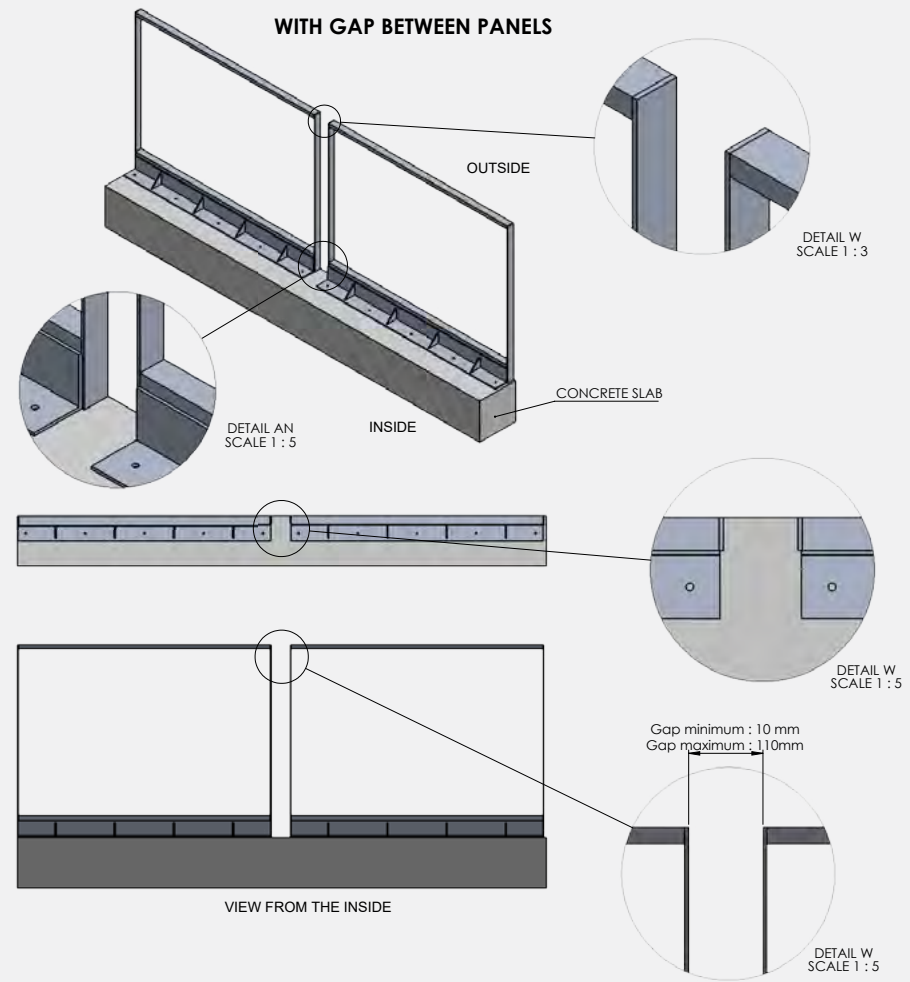 WITH GAP BETWEEN PANELS
OUTSIDE
DETAIL W
SCALE 1 : 3
CONCRETE SLAB
INSIDE
DETAIL AN
SCALE 1 : 5
DETAIL W
SCALE 1 : 5
Gap minimum : 10 mm
Gap maximum : 110mm
VIEW FROM THE INSIDE
DETAIL W
SCALE 1 : 5